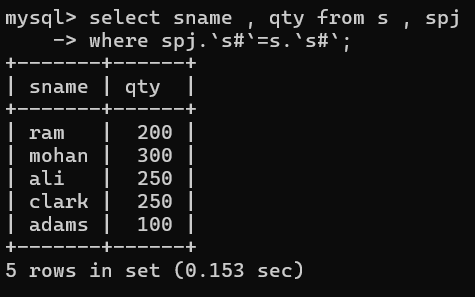 mysql> select sname , qty from s , spj
    -> where spj.`s#`=s.`s#`;
+-------+------+
| sname | qty  |
+-------+------+
| ram   |  200 |
| mohan |  300 |
| ali   |  250 |
| clark |  250 |
| adams |  100 |
+-------+------+
5 rows in set (0.153 sec)